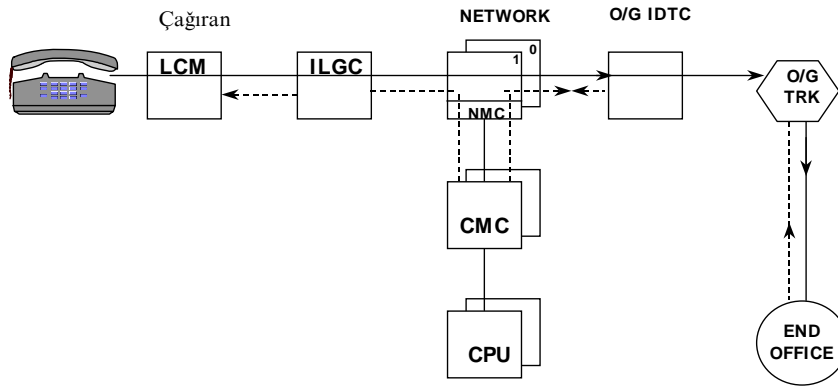 Çağıran
NETWORK
O/G IDTC
LCM
ILGC
0
1
NMC
O/G
TRK
CMC
CPU
END
OFFICE